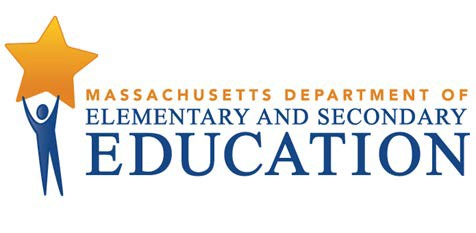 MASSACHUSETTS DEPARTMENT OF
ELEMENTARY AND SECONDARY
EDUCATION